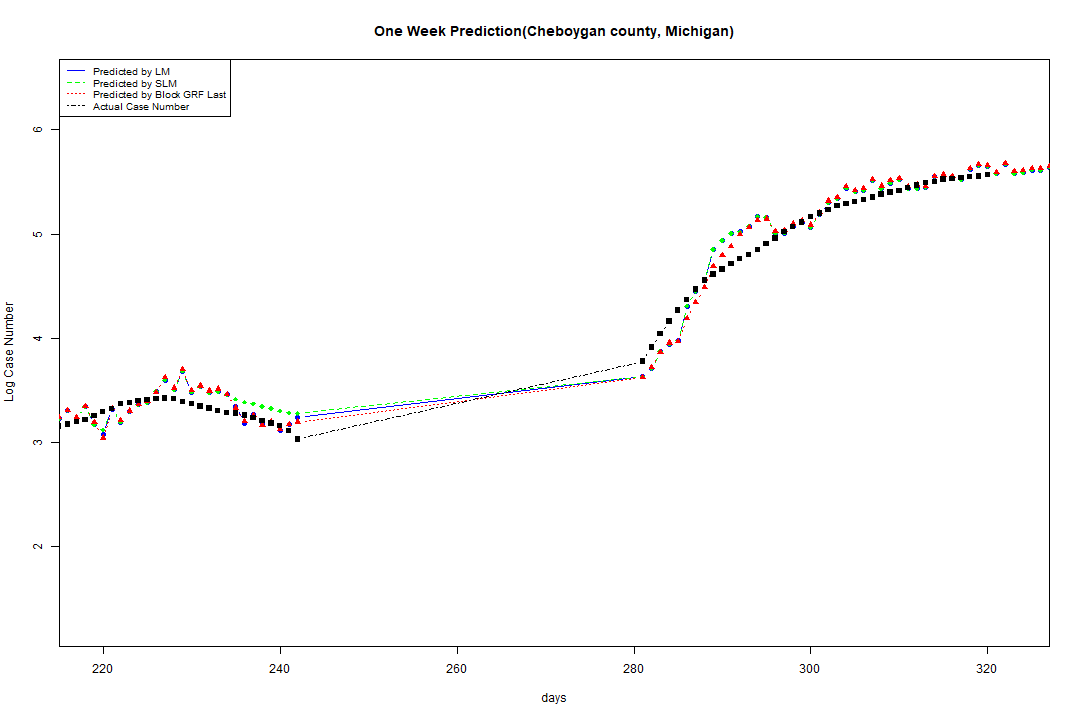 One Week Prediction(Cheboygan county, Michigan)
Predicted by LM
Predicted by SLM
Predicted by Block GRF Last
Actual Case Number
6
5
4
3
2
Log Case Number
220 240 260 280 300 320
days